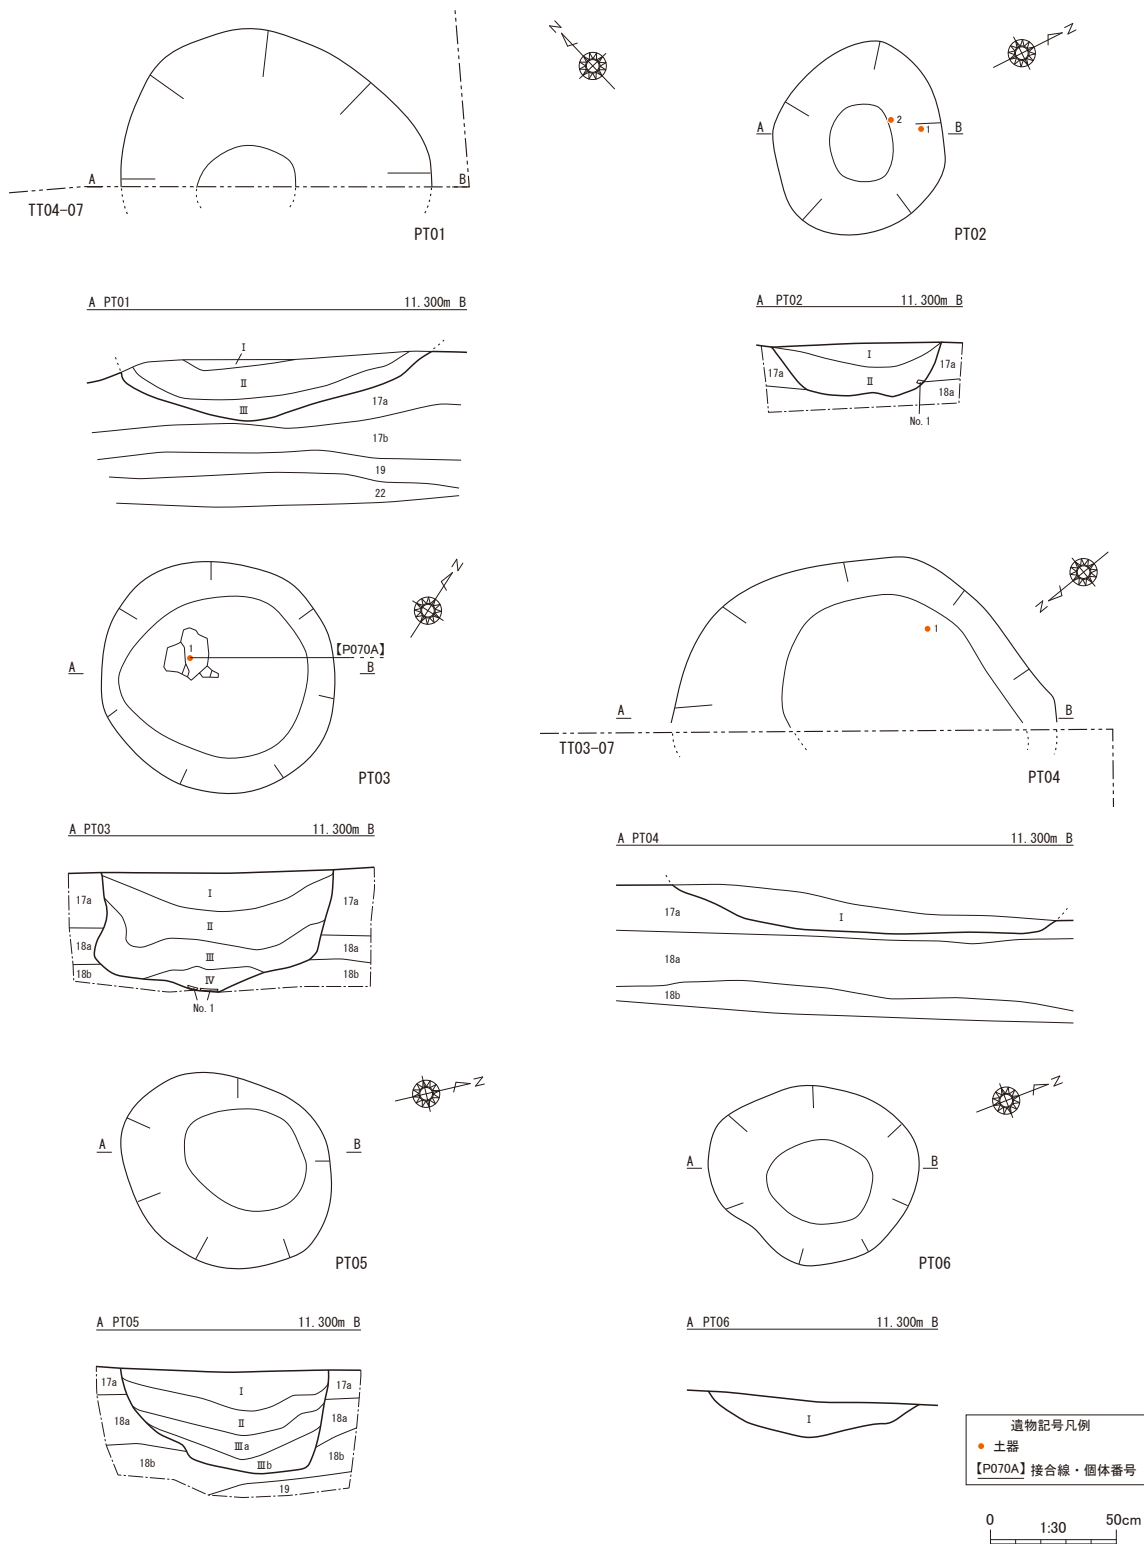 N
N
A
B
TT04-07
PT01
A
B
2
1
PT02
A PT01 11.300m B
Ⅰ
Ⅱ
Ⅲ
17a
17b
19
22
A PT02 11.300m B
Ⅰ
Ⅱ
17a
17a
18a
No.1
N
A
B
1
【P070A】
PT03
N
A
B
1
TT03-07
PT04
A PT03 11.300m B
Ⅰ
Ⅱ
Ⅲ
Ⅳ
17a
17a
18a
18a
18b
18b
No.1
A PT04 11.300m B
17a
Ⅰ
18a
18b
N
A
B
PT05
N
A
B
PT06
A PT05 11.300m B
17a
17a
Ⅰ
18a
Ⅱ
18a
Ⅲa
18b
Ⅲb
18b
19
A PT06 11.300m B
Ⅰ
遺物記号凡例
土器
【P070A】 接合線・個体番号
0 1:30 50cm